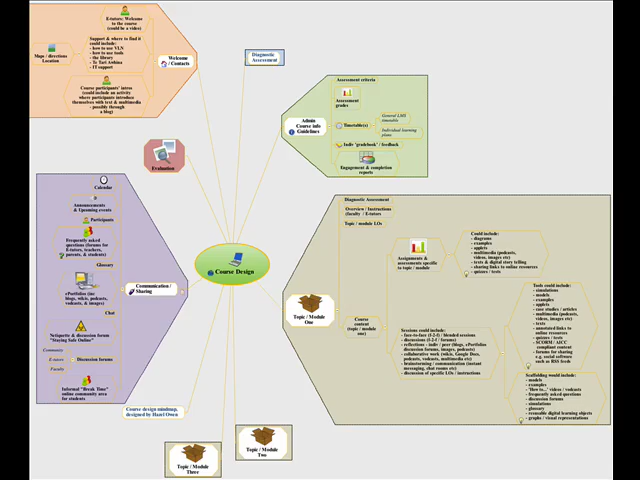 E-tutors: Welcome
to the course
(could be a video)
Support & where to find it
could include:
- how to use VLN
- how to use tools
- the library
- Te Tari Awhina
- IT support
Maps / directions
Location
Welcome
/ Contacts
Course participants' intros
(could include an activity
where participants introduce
themselves with text & multimedia
- possibly through
a blog)
Diagnostic
Assessment
Assessment criteria
Assessment
grades
Admin
Course info
Guidelines
Timetable(s)
General LMS
timetable
Individual learning
plans
Indiv 'gradebook' / feedback
Engagement & completion
reports
Evaluation
Calendar
Announcements
& Upcoming events
Participants
Frequently asked
questions (forums for
E-tutors, teachers,
parents, & students)
Glossary
ePortfolios (inc
blogs, wikis, podcasts,
vodcasts, & images)
Communication /
Sharing
Chat
Netiquette & discussion forum
"Staying Safe Online"
Community
E-tutors
Faculty
Discussion forums
Informal "Break Time"
online community area
for students
Course Design
Course design mindmap,
designed by Hazel Owen
Topic / Module
Three
Topic / Module
Two
Topic / Module
One
Diagnostic Assessment
Overview / Instructions
(faculty / E-tutors
Topic / module LOs
Assignments &
assessments specific
to topic / module
Could include:
- diagrams
- examples
- applets
- multimedia (podcasts,
videos, images etc)
- texts & digital story telling
- sharing links to online resources
- quizzes / tests
Course
content
(topic /
module
one)
Sessions could include:
- face-to-face (f-2-f) / blended sessions
- discussions (f-2-f / forums)
- reflections - indiv / peer (blogs, ePortfolios
discussion forums, images, podcasts)
- collaborative work (wikis, Google Docs,
podcasts, vodcasts, multimedia etc)
- brainstorming / communication (instant
messaging, chat rooms etc)
- discussion of specific LOs / instructions
Tools could include:
- simulations
- models
- examples
- applets
- case studies / articles
- multimedia (podcasts,
videos, images etc)
- texts
- annotated links to
online resources
- quizzes / tests
- SCORM / AICC
compliant content
- forums for sharing
e.g. social software
such as RSS feeds
Scaffolding would include:
- models
- examples
- "How to..." videos / vodcasts
- frequently asked questions
- discussion forums
- simulations
- glossary
- reusable digital learning objects
- graphs / visual representations